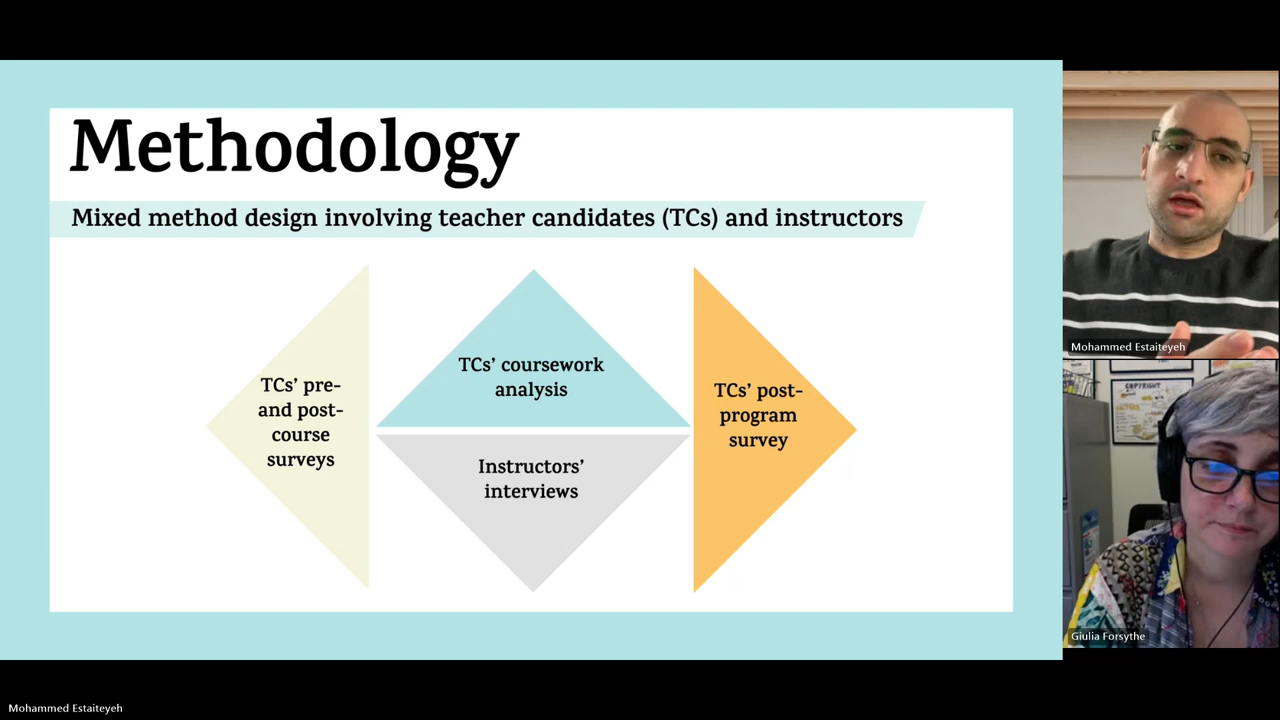 Methodology
Mixed method design involving teacher candidates (TCs) and instructors
TCs’ pre-
and post-
course
surveys
TCs’ coursework
analysis
Instructors’
interviews
TCs’ post-
program
survey
Mohammed Estaiteyeh
COPYRIGHT
Giulia Forsythe
Mohammed Estaiteyeh